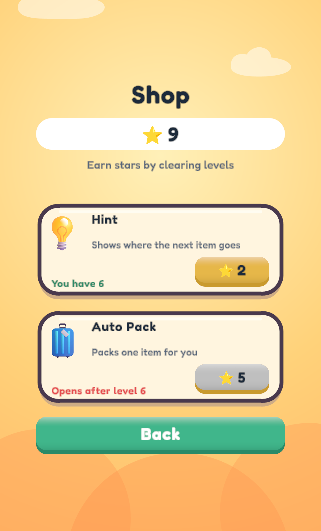 Shop
9
Earn stars by clearing levels
Hint
Shows where the next item goes
2
You have 6
Auto Pack
Packs one item for you
5
Opens after level 6
Back